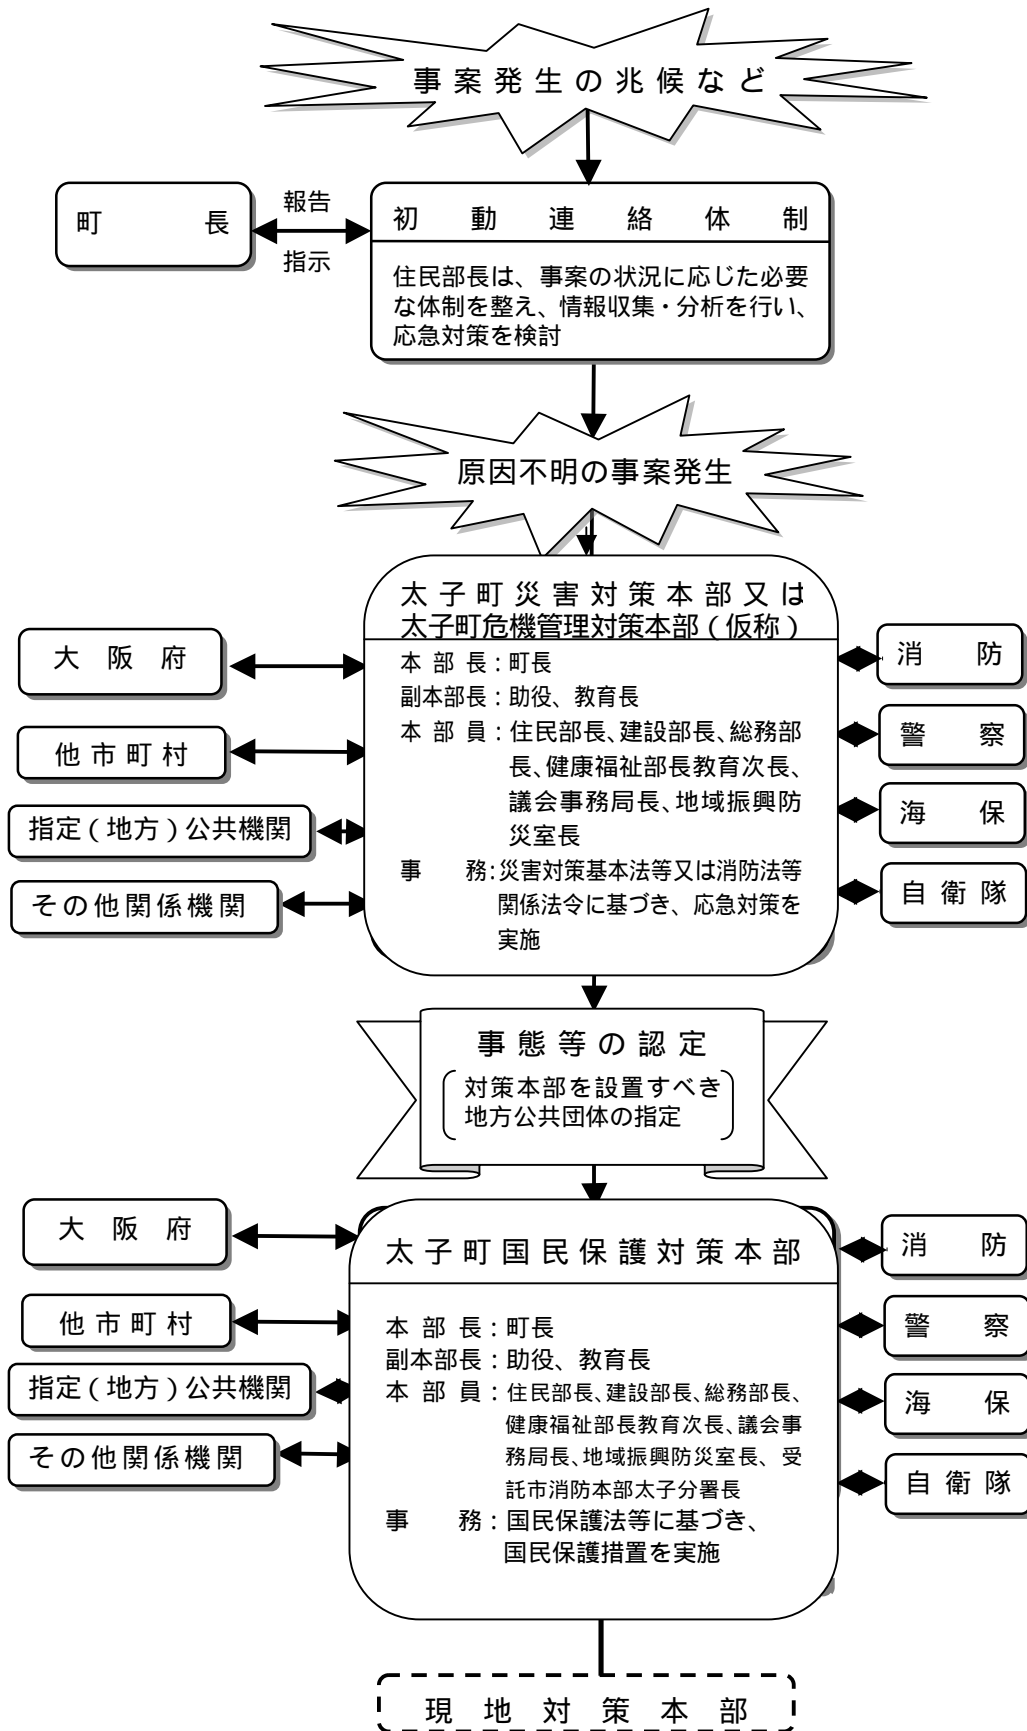 事案発生の兆候など
町長
報告
指示
初動連絡体制
住民部長は、事案の状況に応じた必要
な体制を整え、情報収集・分析を行い、
応急対策を検討
原因不明の事案発生
太子町災害対策本部又は
太子町危機管理対策本部（仮称）
本部長：町長
副本部長：助役、教育長
本部員：住民部長、建設部長、総務部
長、健康福祉部長教育次長、
議会事務局長、地域振興防
災室長
事務：災害対策基本法等又は消防法等
関係法令に基づき、応急対策を
実施
大阪府
他市町村
指定（地方）公共機関
その他関係機関
消防
警察
海保
自衛隊
事態等の認定
対策本部を設置すべき
地方公共団体の指定
太子町国民保護対策本部
本部長：町長
副本部長：助役、教育長
本部員：住民部長、建設部長、総務部長、
健康福祉部長教育次長、議会事
務局長、地域振興防災室長、受
託市消防本部太子分署長
事務：国民保護法等に基づき、
国民保護措置を実施
大阪府
他市町村
指定（地方）公共機関
その他関係機関
消防
警察
海保
自衛隊
現地対策本部